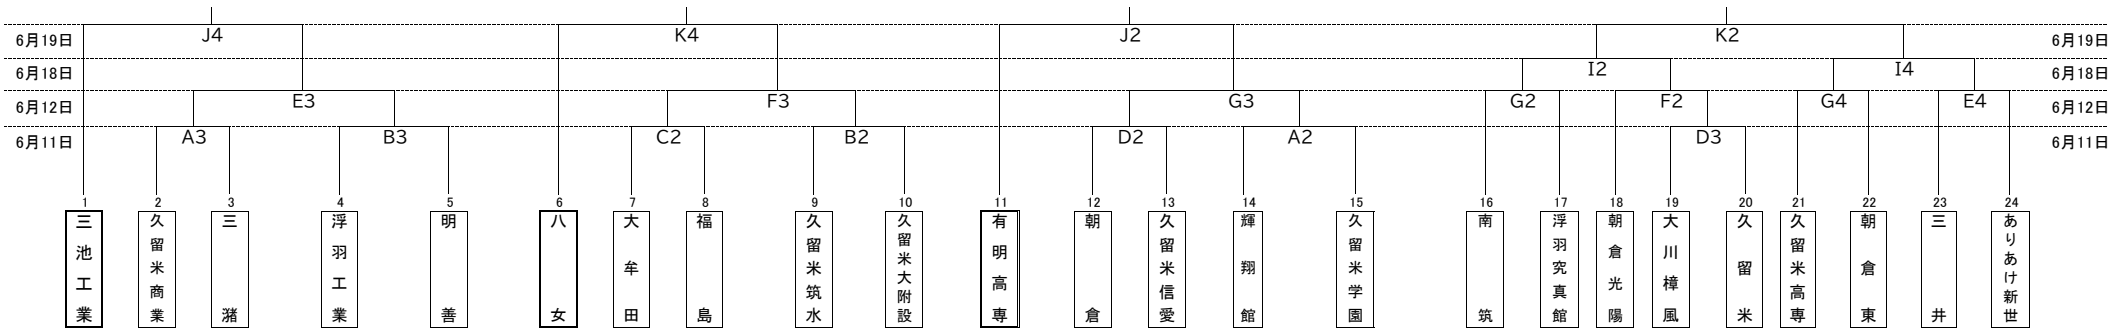 6月19日 J4 K4 J2 K2 6月19日
6月18日 I2 I4 6月18日
6月12日 E3 F3 G3 G2 F2 G4 E4 6月12日
6月11日 A3 B3 C2 B2 D2 A2 D3 6月11日
1 2 3 4 5 6 7 8 9 10 11 12 13 14 15 16 17 18 19 20 21 22 23 24
三池工業
久留米商業
三潴
浮羽工業
明善
八女
大牟田
福島
久留米筑水
久留米大附設
有明高専
朝倉
久留米信愛
輝翔館
久留米学園
南筑
浮羽究真館
朝倉光陽
大川樟風
久留米
久留米高専
朝倉東
三井
ありあけ新世